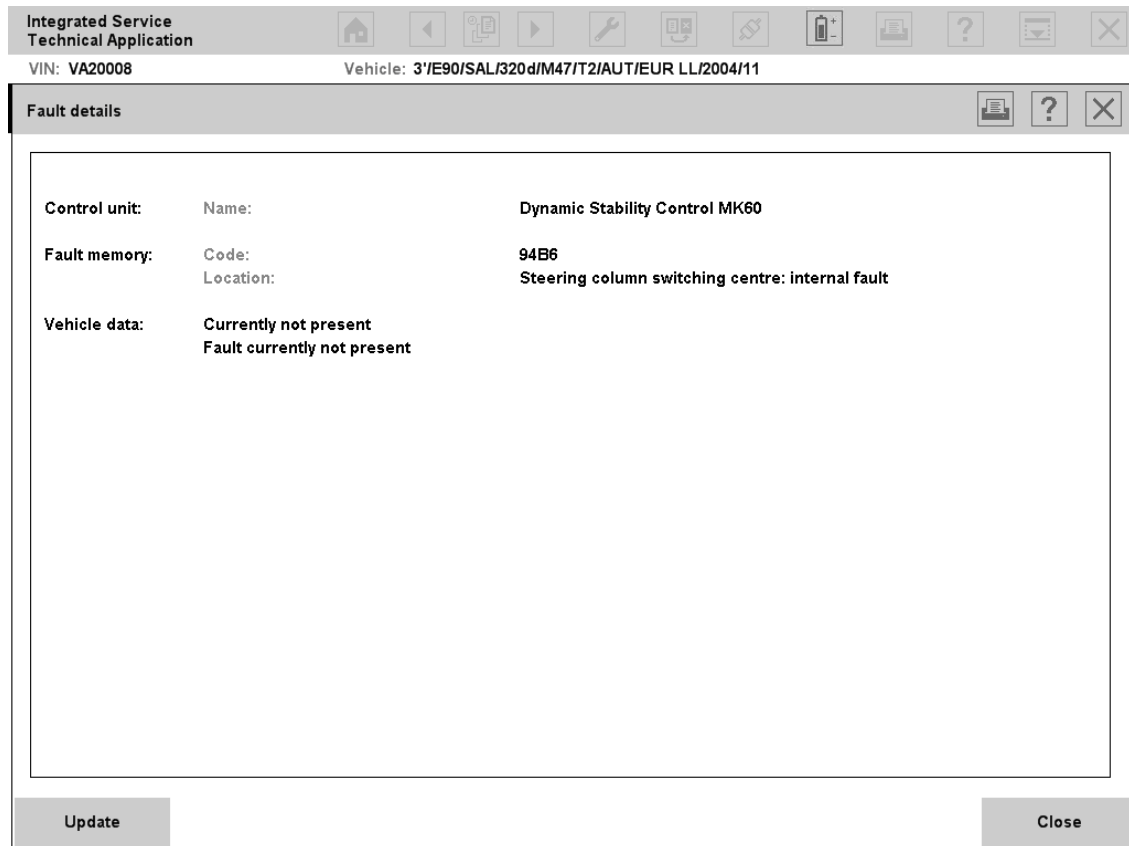 Integrated Service
Technical Application
VIN: VA20008 Vehicle: 3'/E90/SAL/320d/M47/T2/AUT/EUR LL/2004/11
Fault details
Control unit: Name: Dynamic Stability Control MK60
Fault memory: Code: 94B6
Location: Steering column switching centre: internal fault
Vehicle data: Currently not present
Fault currently not present
Update Close